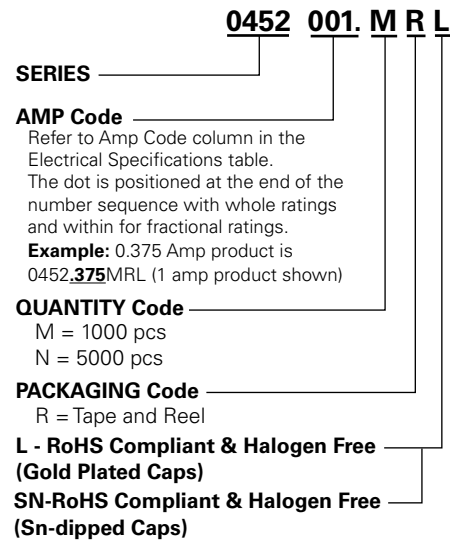 0452 001. M R L
SERIES
AMP Code
Refer to Amp Code column in the
Electrical Specifications table.
The dot is positioned at the end of the
number sequence with whole ratings
and within for fractional ratings.
Example: 0.375 Amp product is
0452.375MRL (1 amp product shown)
QUANTITY Code
M = 1000 pcs
N = 5000 pcs
PACKAGING Code
R = Tape and Reel
L - RoHS Compliant & Halogen Free
(Gold Plated Caps)
SN-RoHS Compliant & Halogen Free
(Sn-dipped Caps)